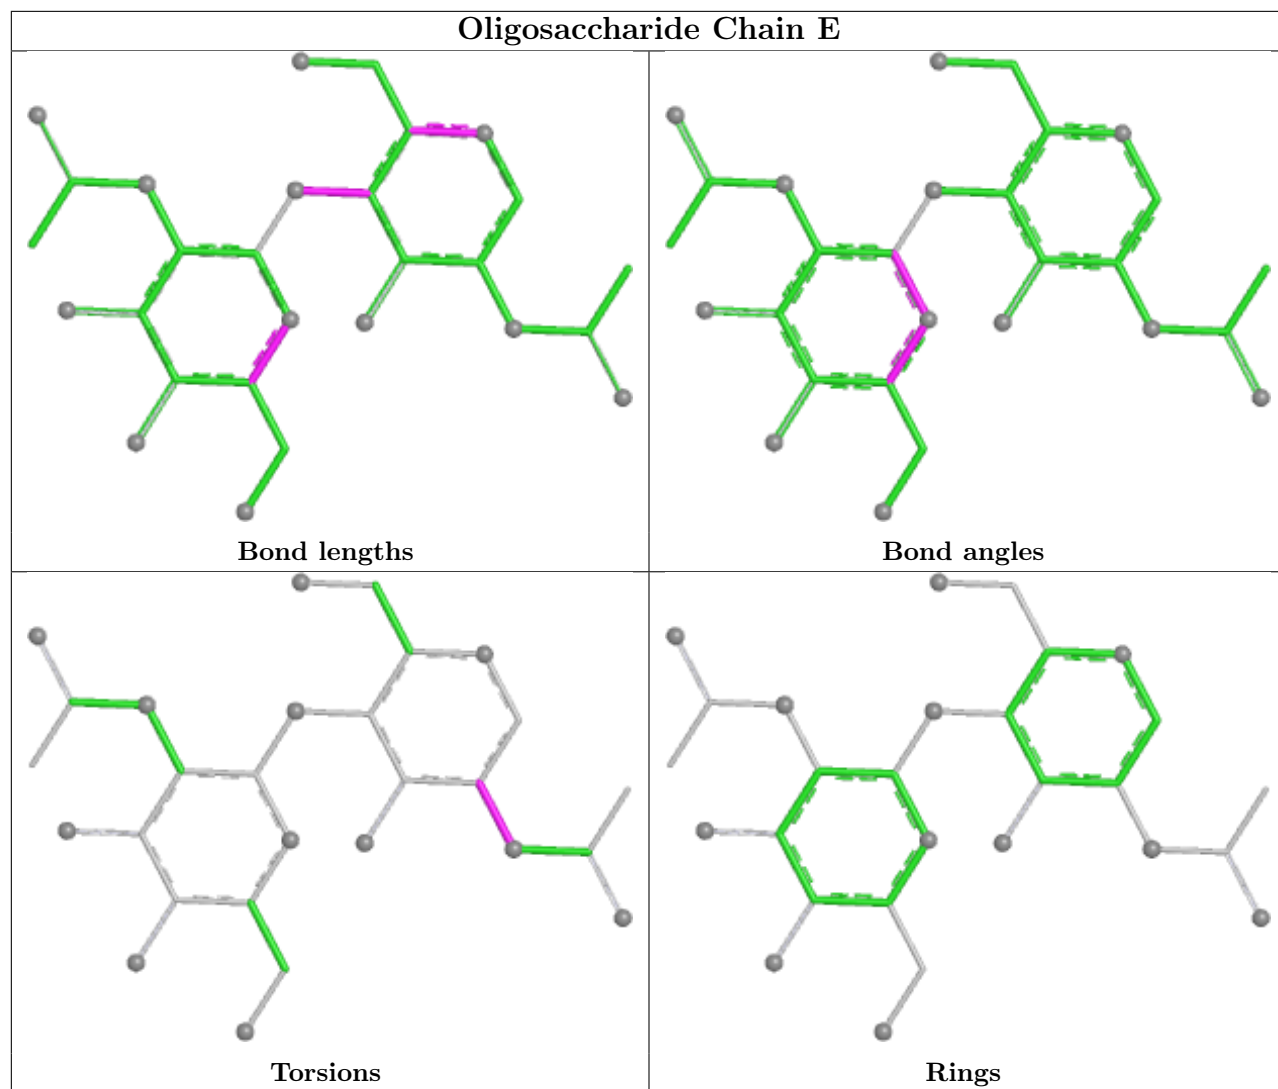 Oligosaccharide Chain E
Bond lengths
Bond angles
Torsions
Rings